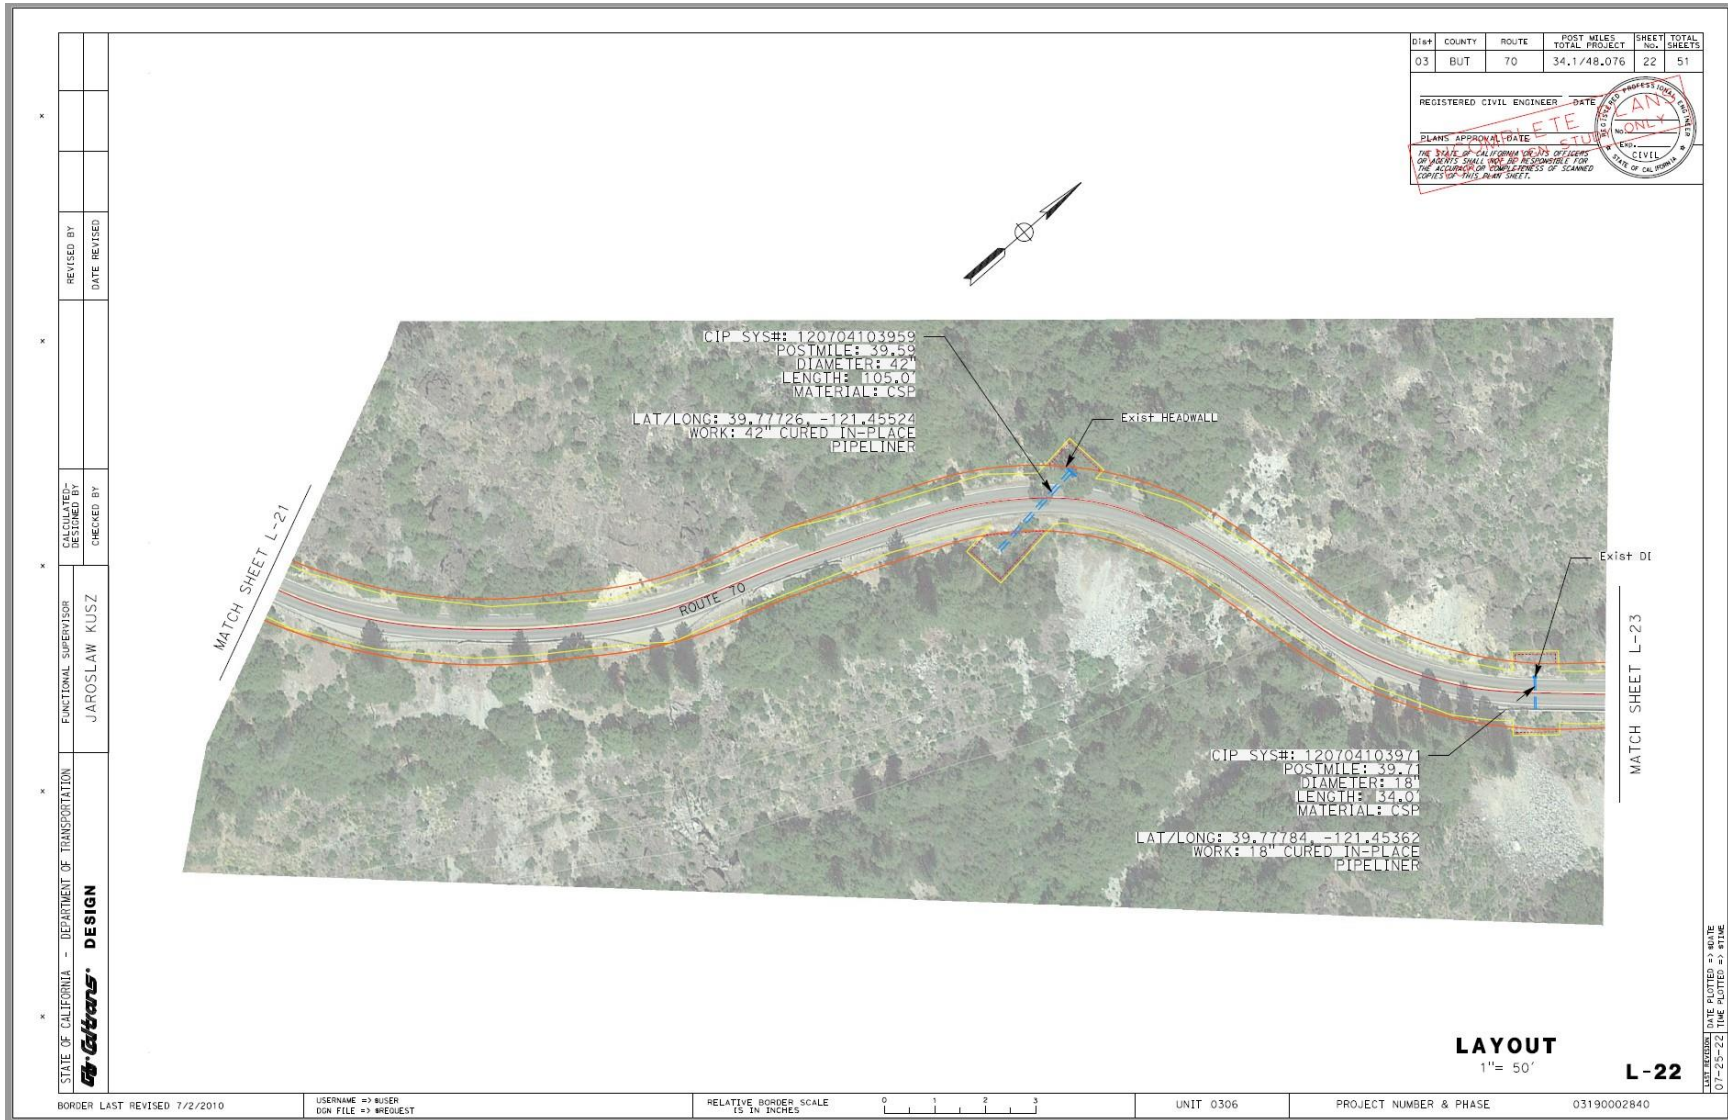 Dist COUNTY ROUTE POST MILES TOTAL PROJECT SHEET No. TOTAL SHEETS
03 BUT 70 34.1/48.076 22 51
REGISTERED CIVIL ENGINEER DATE
PLANS APPROVAL DATE
THE STATE OF CALIFORNIA OR ITS OFFICERS
OR AGENTS SHALL NOT BE RESPONSIBLE FOR
THE ACCURACY OR COMPLETENESS OF SCANNED
COPIES OF THIS PLAN SHEET.
REGISTERED PROFESSIONAL ENGINEER
No.
Exp.
CIVIL
STATE OF CALIFORNIA
INCOMPLETE PLANS
STUDY ONLY
REVISED BY
DATE REVISED
CALCULATED-
DESIGNED BY
CHECKED BY
FUNCTIONAL SUPERVISOR
JAROSLAW KUSZ
STATE OF CALIFORNIA - DEPARTMENT OF TRANSPORTATION
Caltrans DESIGN
CIP SYS#: 120704103959
POSTMILE: 39.59
DIAMETER: 42"
LENGTH: 105.0'
MATERIAL: CSP
LAT/LONG: 39.77726, -121.45524
WORK: 42" CURED IN-PLACE
PIPELINER
Exist HEADWALL
MATCH SHEET L-21
ROUTE 70
Exist DI
MATCH SHEET L-23
CIP SYS#: 120704103971
POSTMILE: 39.71
DIAMETER: 18"
LENGTH: 34.0'
MATERIAL: CSP
LAT/LONG: 39.77784, -121.45362
WORK: 18" CURED IN-PLACE
PIPELINER
LAYOUT
1"= 50'
L-22
LAST REVISION
07-25-22
DATE PLOTTED => $DATE
TIME PLOTTED => $TIME
BORDER LAST REVISED 7/2/2010
USERNAME => $USER
DGN FILE => $REQUEST
RELATIVE BORDER SCALE
IS IN INCHES
0 1 2 3
UNIT 0306
PROJECT NUMBER & PHASE
03190002840